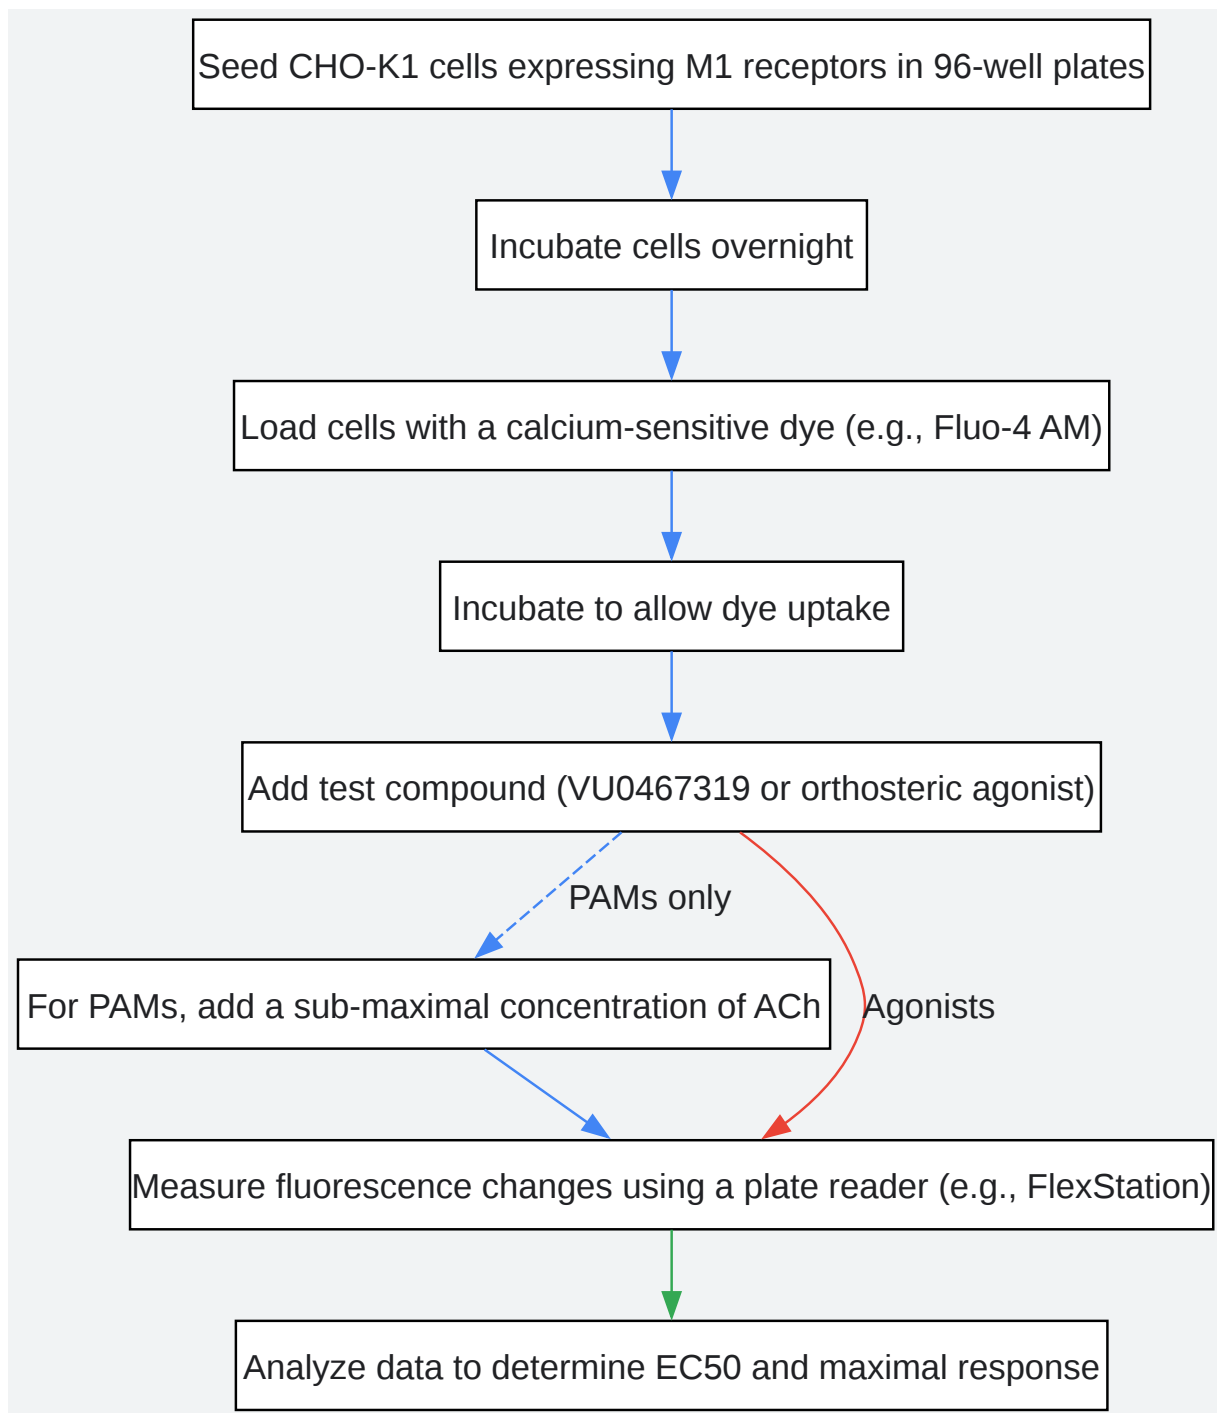 Seed CHO-K1 cells expressing M1 receptors in 96-well plates
Incubate cells overnight
Load cells with a calcium-sensitive dye (e.g., Fluo-4 AM)
Incubate to allow dye uptake
Add test compound (VU0467319 or orthosteric agonist)
PAMs only
For PAMs, add a sub-maximal concentration of ACh
Agonists
Measure fluorescence changes using a plate reader (e.g., FlexStation)
Analyze data to determine EC50 and maximal response